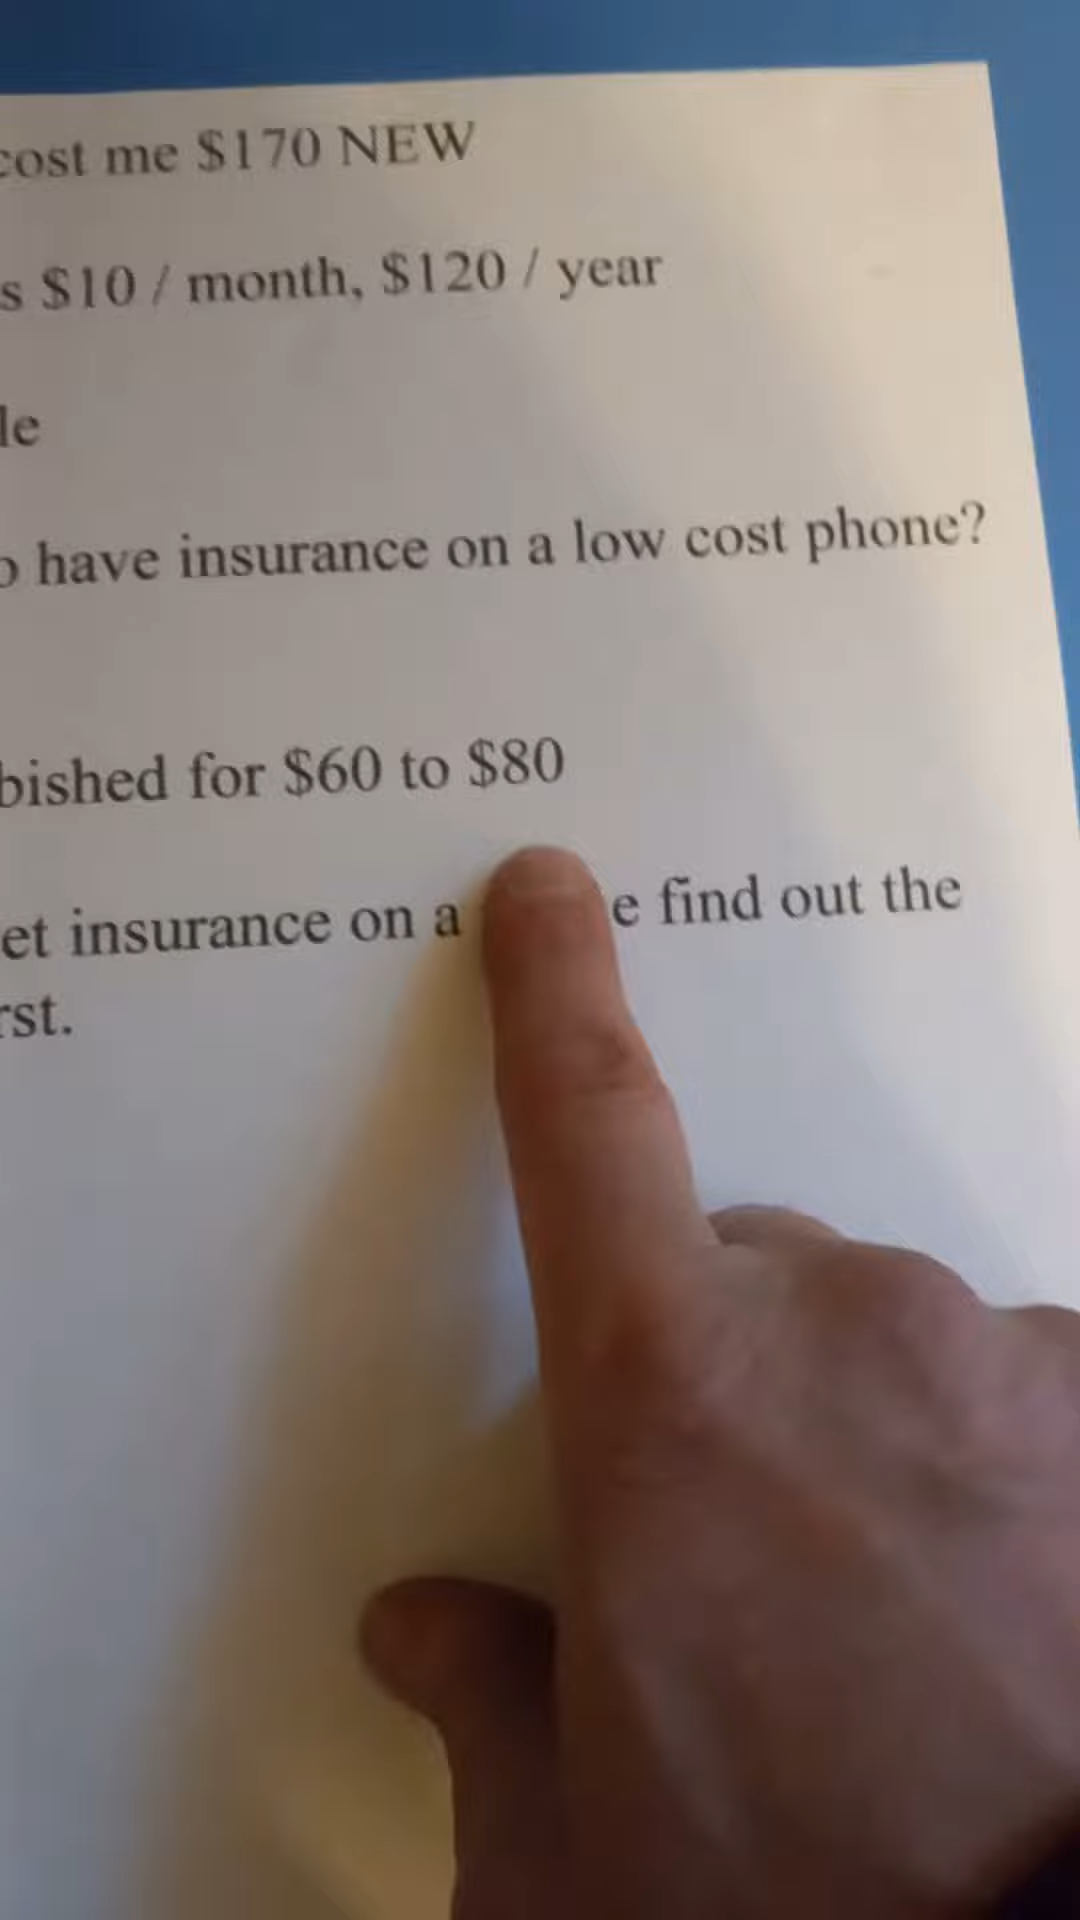 cost me $170 NEW
s $10 / month, $120 / year
le
o have insurance on a low cost phone?
bished for $60 to $80
et insurance on a e find out the
rst.